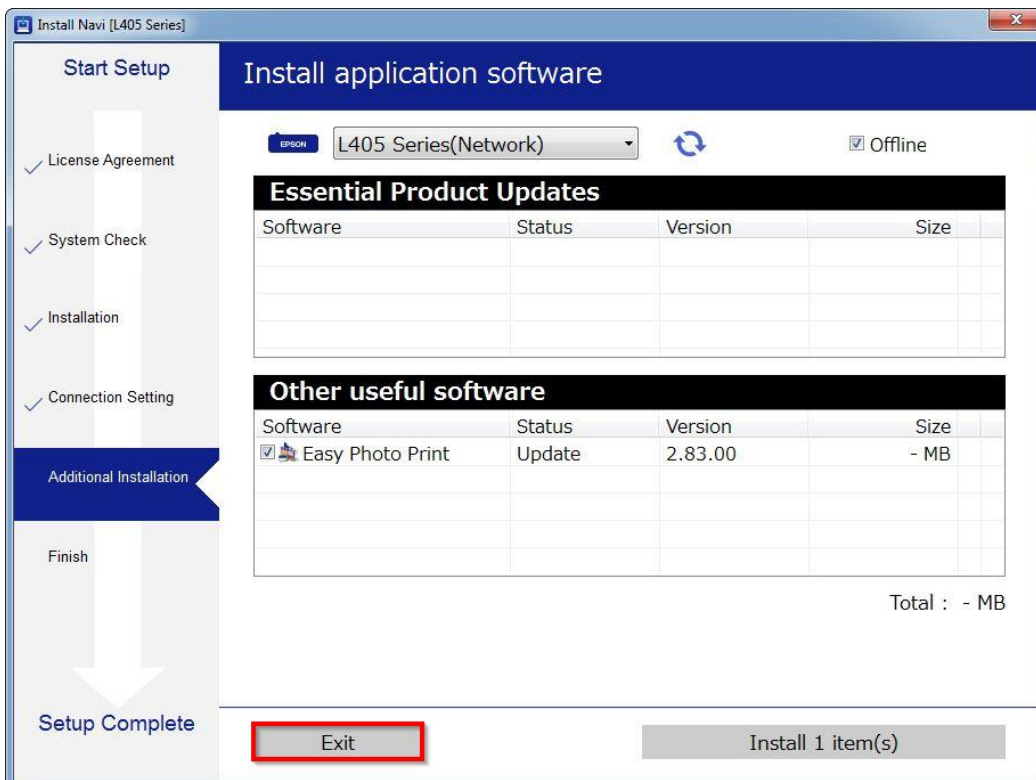 Install Navi [L405 Series]
Start Setup
License Agreement
System Check
Installation
Connection Setting
Additional Installation
Finish
Setup Complete
Install application software
EPSON
L405 Series(Network)
Offline
Essential Product Updates
Software Status Version Size
Other useful software
Software Status Version Size
Easy Photo Print Update 2.83.00 - MB
Total : - MB
Exit
Install 1 item(s)